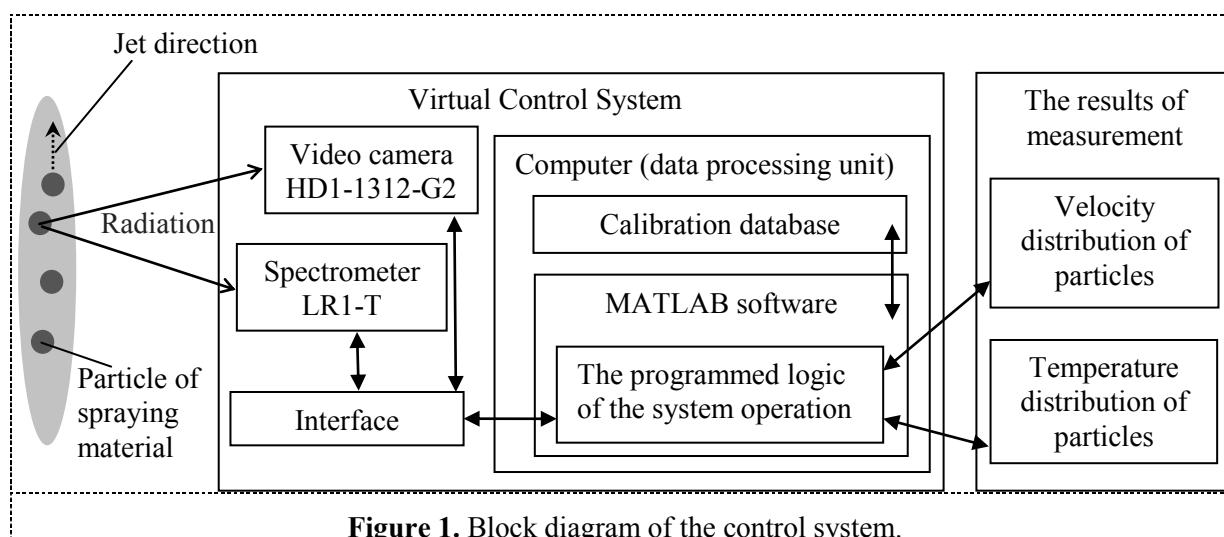 Jet direction
Radiation
Particle of
spraying
material
Virtual Control System
Video camera
HD1-1312-G2
Spectrometer
LR1-T
Interface
Computer (data processing unit)
Calibration database
MATLAB software
The programmed logic
of the system operation
The results of
measurement
Velocity
distribution of
particles
Temperature
distribution of
particles
Figure 1. Block diagram of the control system.